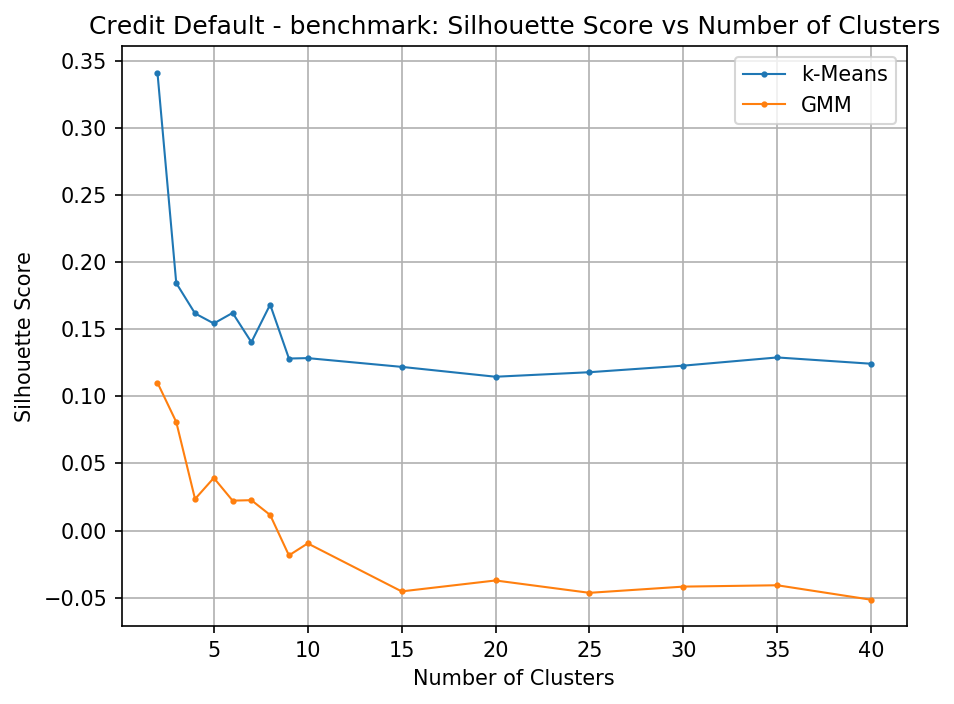 Credit Default - benchmark: Silhouette Score vs Number of Clusters
k-Means
GMM
Silhouette Score
0.35
0.30
0.25
0.20
0.15
0.10
0.05
0.00
−0.05
5 10 15 20 25 30 35 40
Number of Clusters